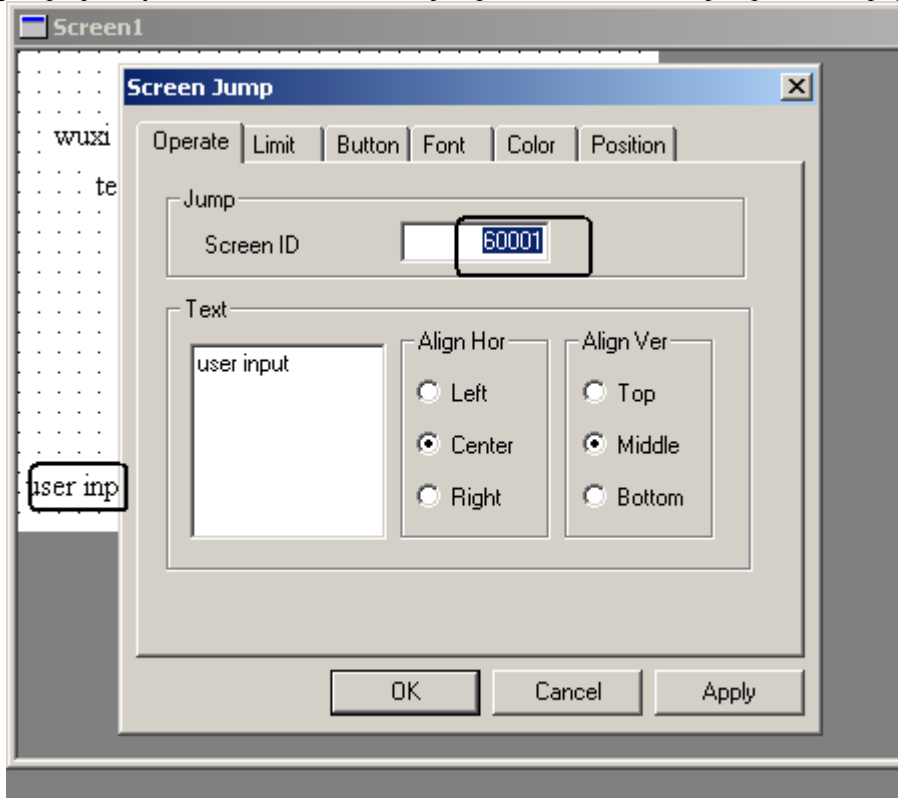 Screen1
Screen Jump
Operate Limit Button Font Color Position
wuxi
te
Jump
Screen ID 60001
Text
user input
Align Hor
Left
Center
Right
Align Ver
Top
Middle
Bottom
user inp
OK Cancel Apply